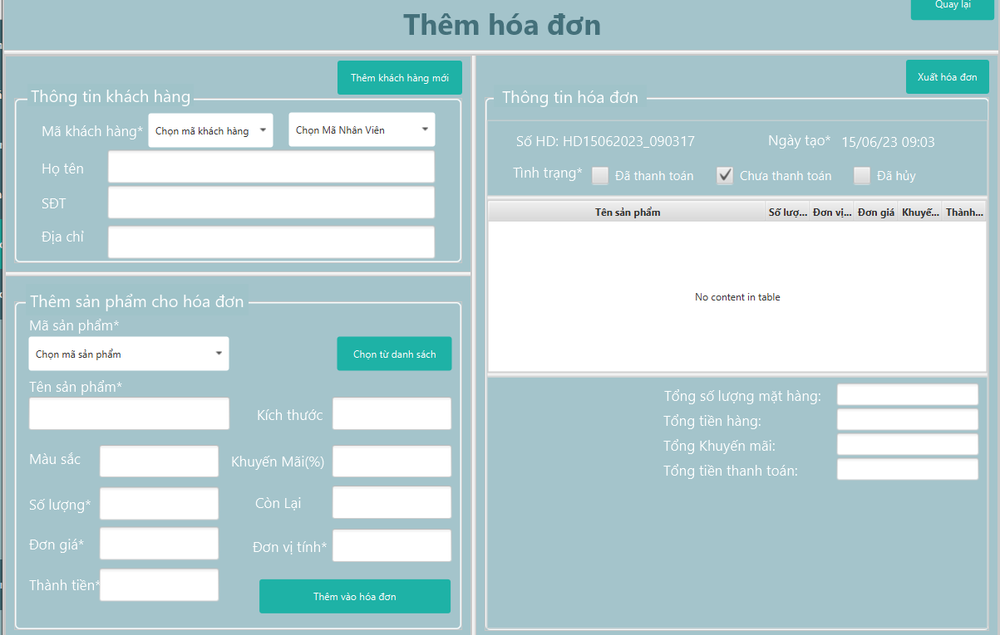 Quay lại
Thêm hóa đơn
Thêm khách hàng mới
Thông tin khách hàng
Mã khách hàng*
Chọn mã khách hàng
Chọn Mã Nhân Viên
Họ tên
SĐT
Địa chỉ
Thêm sản phẩm cho hóa đơn
Mã sản phẩm*
Chọn mã sản phẩm
Chọn từ danh sách
Tên sản phẩm*
Kích thước
Màu sắc
Khuyến Mãi(%)
Số lượng*
Còn Lại
Đơn giá*
Đơn vị tính*
Thành tiền*
Thêm vào hóa đơn
Xuất hóa đơn
Thông tin hóa đơn
Số HD: HD15062023_090317
Ngày tạo* 15/06/23 09:03
Tình trạng* Đã thanh toán Chưa thanh toán Đã hủy
Tên sản phẩm Số lượ... Đơn vị... Đơn giá Khuyế... Thành...
No content in table
Tổng số lượng mặt hàng:
Tổng tiền hàng:
Tổng Khuyến mãi:
Tổng tiền thanh toán: